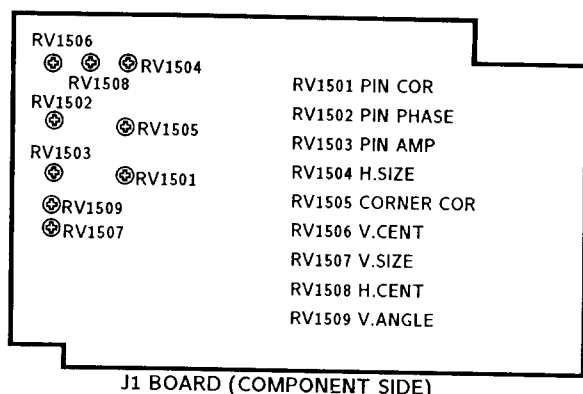 RV1506
RV1504
RV1508
RV1502
RV1505
RV1503
RV1501
RV1509
RV1507
RV1501 PIN COR
RV1502 PIN PHASE
RV1503 PIN AMP
RV1504 H.SIZE
RV1505 CORNER COR
RV1506 V.CENT
RV1507 V.SIZE
RV1508 H.CENT
RV1509 V.ANGLE
J1 BOARD (COMPONENT SIDE)